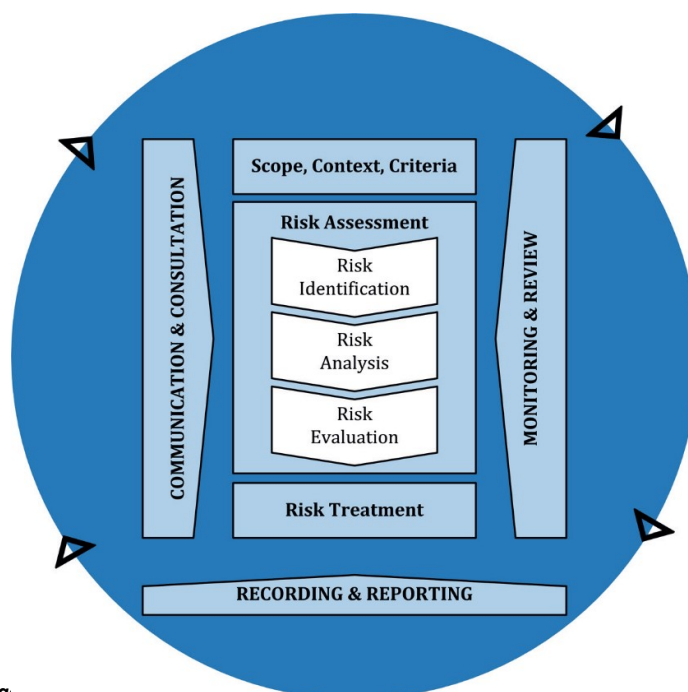 Scope, Context, Criteria
Risk Assessment
Risk
Identification
Risk
Analysis
Risk
Evaluation
Risk Treatment
COMMUNICATION & CONSULTATION
MONITORING & REVIEW
RECORDING & REPORTING